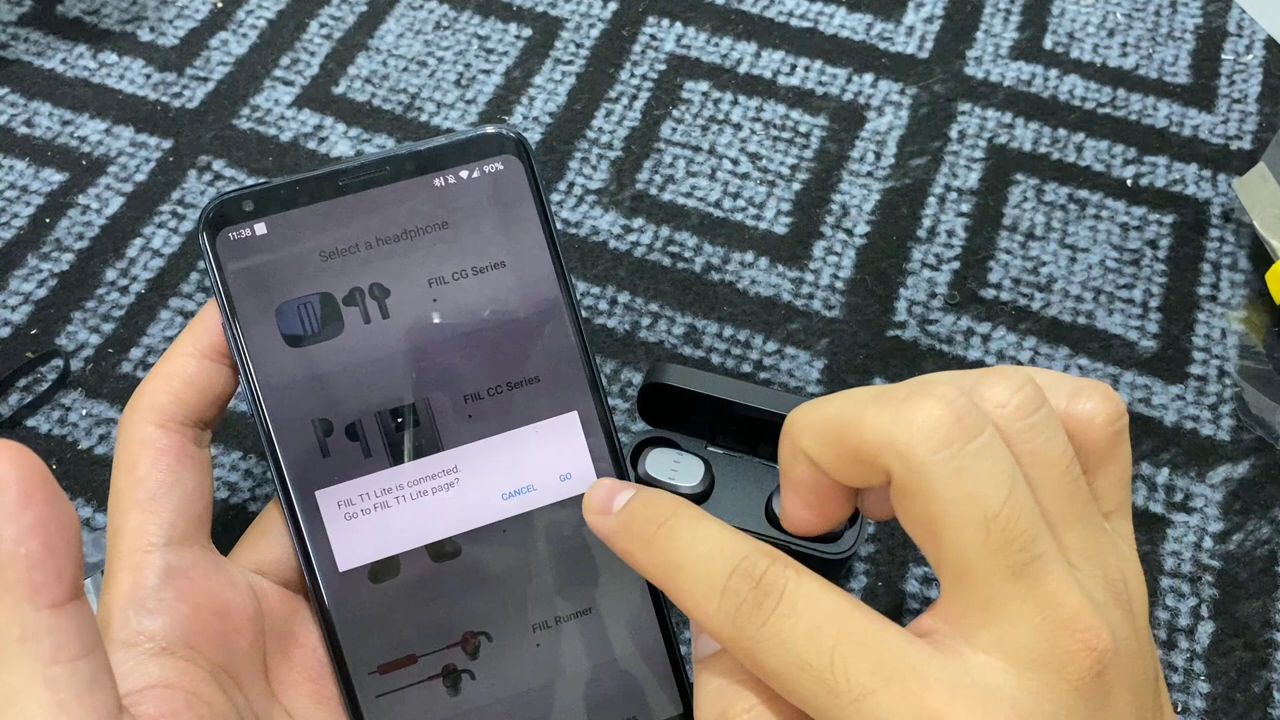 11:38
90%
Select a headphone
FIIL CG Series
FIIL CC Series
FIIL T1 Lite is connected.
Go to FIIL T1 Lite page?
CANCEL GO
FIIL Runner